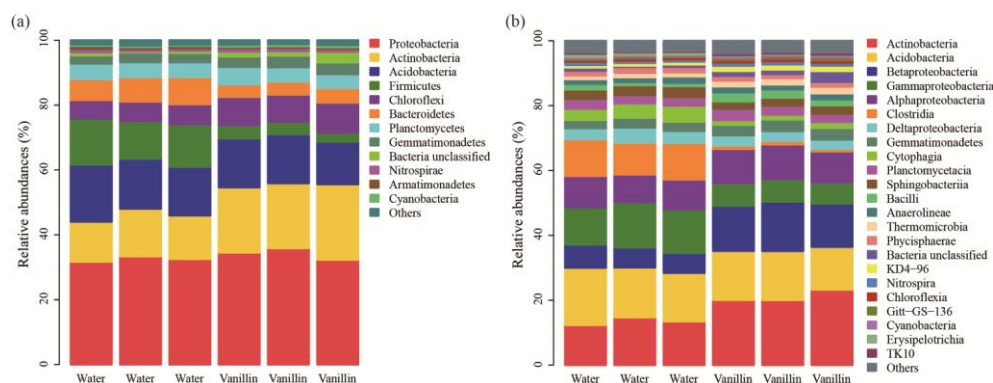 (a)
Relative abundances (%)
100
80
60
40
20
0
Water Water Water Vanillin Vanillin Vanillin
Proteobacteria
Actinobacteria
Acidobacteria
Firmicutes
Chloroflexi
Bacteroidetes
Planctomycetes
Gemmatimonadetes
Bacteria unclassified
Nitrospirae
Armatimonadetes
Cyanobacteria
Others
(b)
Relative abundances (%)
100
80
60
40
20
0
Water Water Water Vanillin Vanillin Vanillin
Actinobacteria
Acidobacteria
Betaproteobacteria
Gammaproteobacteria
Alphaproteobacteria
Clostridia
Deltaproteobacteria
Gemmatimonadetes
Cytophagia
Planctomycetacia
Sphingobacteriia
Bacilli
Anaerolineae
Thermomicrobia
Phycisphaerae
Bacteria unclassified
KD4−96
Nitrospira
Chloroflexia
Gitt−GS−136
Cyanobacteria
Erysipelotrichia
TK10
Others